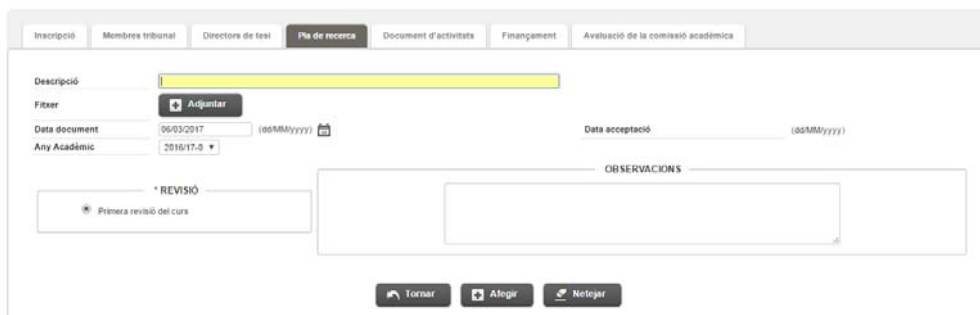 Inscripció Membres tribunal Directors de tesi Pla de recerca Document d'activitats Finançament Avaluació de la comissió acadèmica
Descripció
Fitxer Adjuntar
Data document 06/03/2017 (dd/MM/yyyy) Data acceptació (dd/MM/yyyy)
Any Acadèmic 2016/17-0
OBSERVACIONS
* REVISIÓ
Primera revisió del curs
Tornar Afegir Netejar